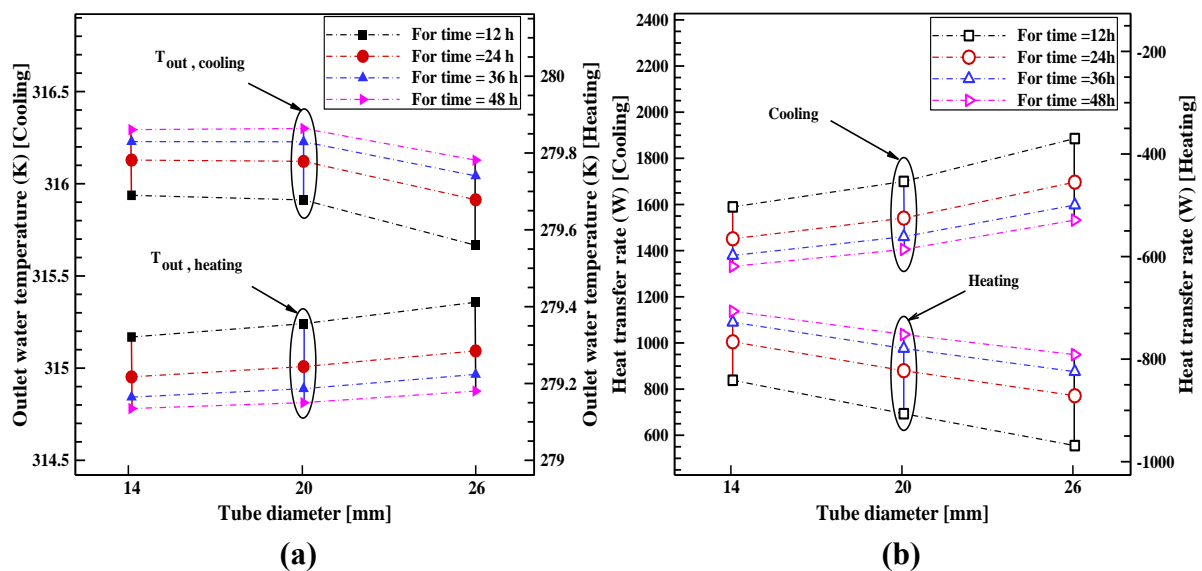 For time = 12 h
For time =24 h
For time = 36 h
For time = 48 h
T out , cooling
T out , heating
Outlet water temperature (K) [Cooling]
316.5
316
315.5
315
314.5
Outlet water temperature (K) [Heating]
280
279.8
279.6
279.4
279.2
279
14
20
26
Tube diameter [mm]
(a)
For time =12h
For time =24h
For time =36h
For time =48h
Cooling
Heating
Heat transfer rate (W) [Cooling]
2400
2200
2000
1800
1600
1400
1200
1000
800
600
Heat transfer rate (W) [Heating]
-200
-400
-600
-800
-1000
14
20
26
Tube diameter [mm]
(b)